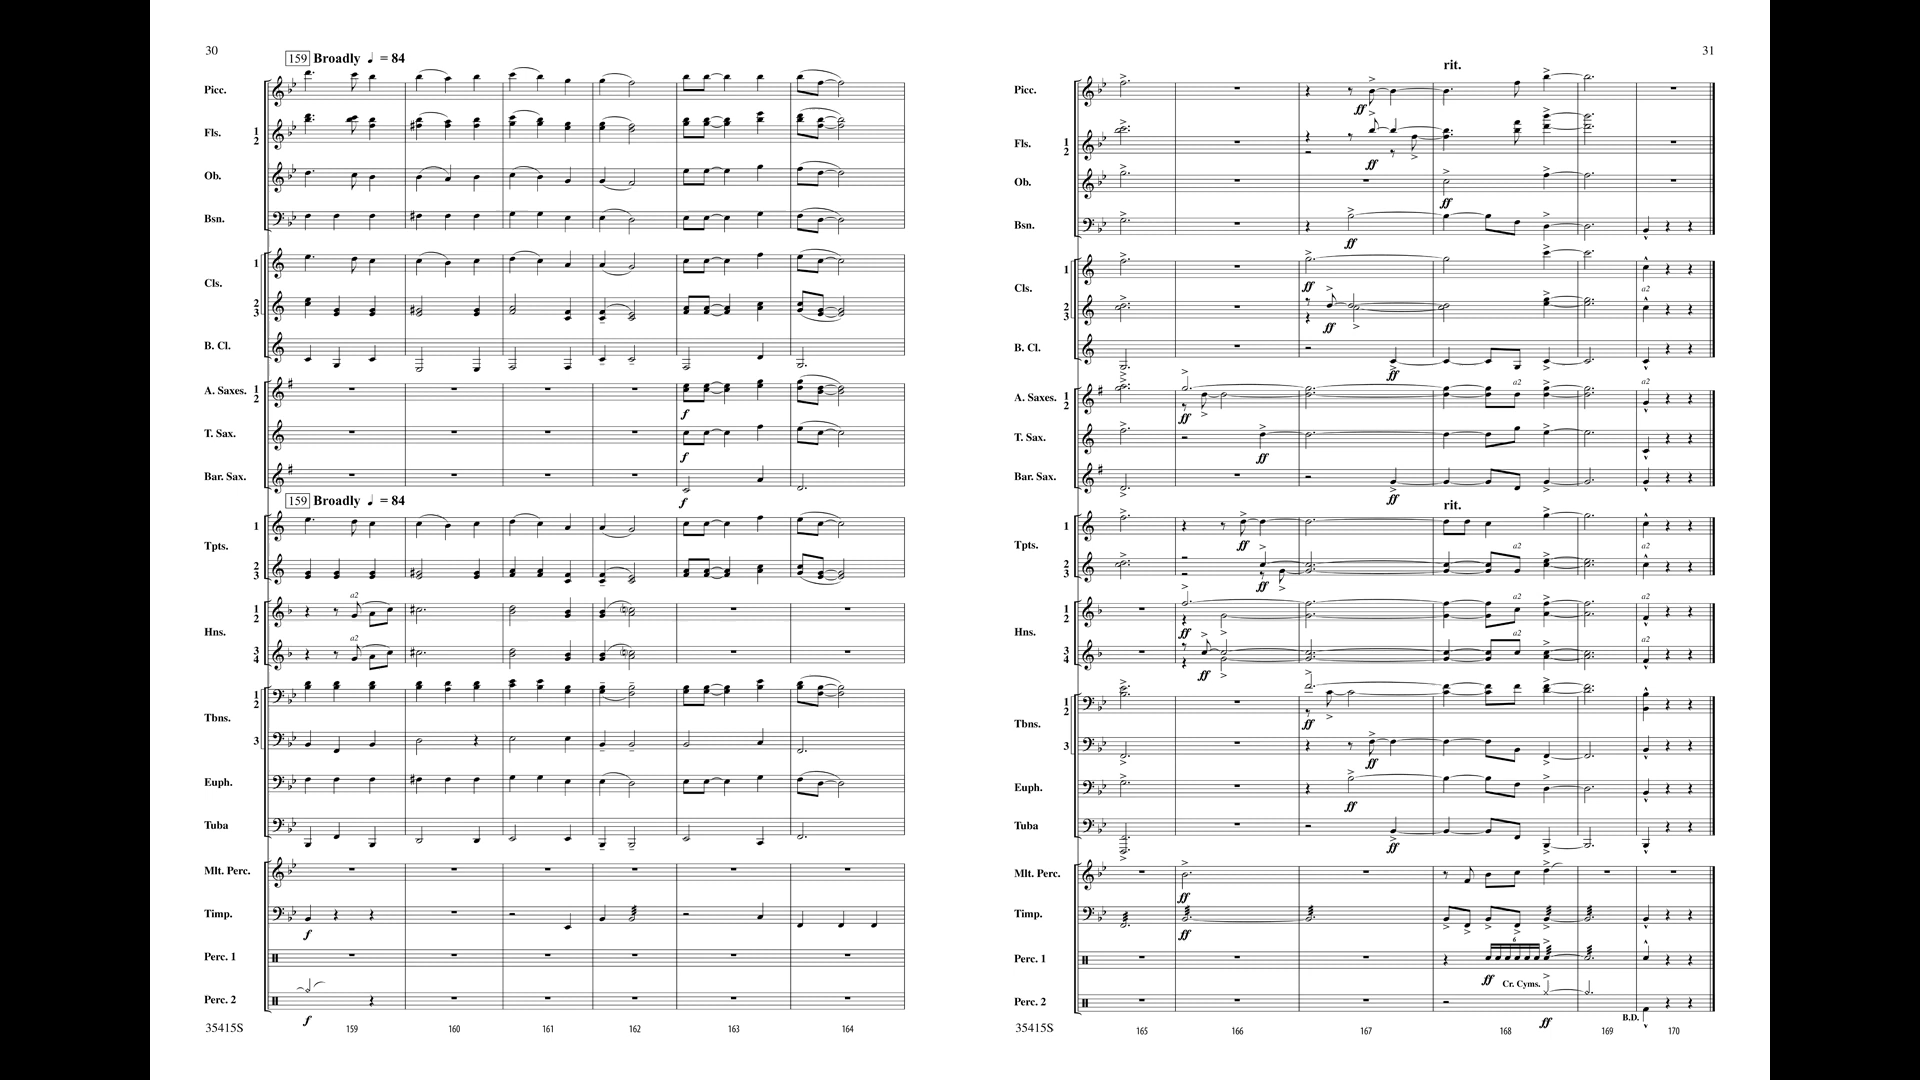 30
159 Broadly ♩ = 84
Picc.
Fls. 1 2
Ob.
Bsn.
1
Cls.
2 3
B. Cl.
A. Saxes. 1 2
f
T. Sax.
f
Bar. Sax.
f
159 Broadly ♩ = 84
1
Tpts.
2 3
a2
1 2
Hns.
a2
3 4
1 2
Tbns.
3
Euph.
Tuba
Mlt. Perc.
Timp.
f
Perc. 1
Perc. 2
f
35415S 159 160 161 162 163 164
31
rit.
Picc.
ff
Fls. 1 2
ff
Ob.
ff
Bsn.
ff
1
ff
Cls.
a2
2 3
ff
B. Cl.
ff
a2 a2
A. Saxes. 1 2
ff
T. Sax.
ff
Bar. Sax.
ff
rit.
1
ff
Tpts.
a2 a2
2 3
ff
a2 a2
1 2
ff
Hns.
a2 a2
3 4
ff
1 2
ff
Tbns.
3
ff
Euph.
ff
Tuba
ff
Mlt. Perc.
ff
Timp.
ff
6
Perc. 1
ff
Cr. Cyms.
Perc. 2
B.D.
ff
35415S 165 166 167 168 169 170